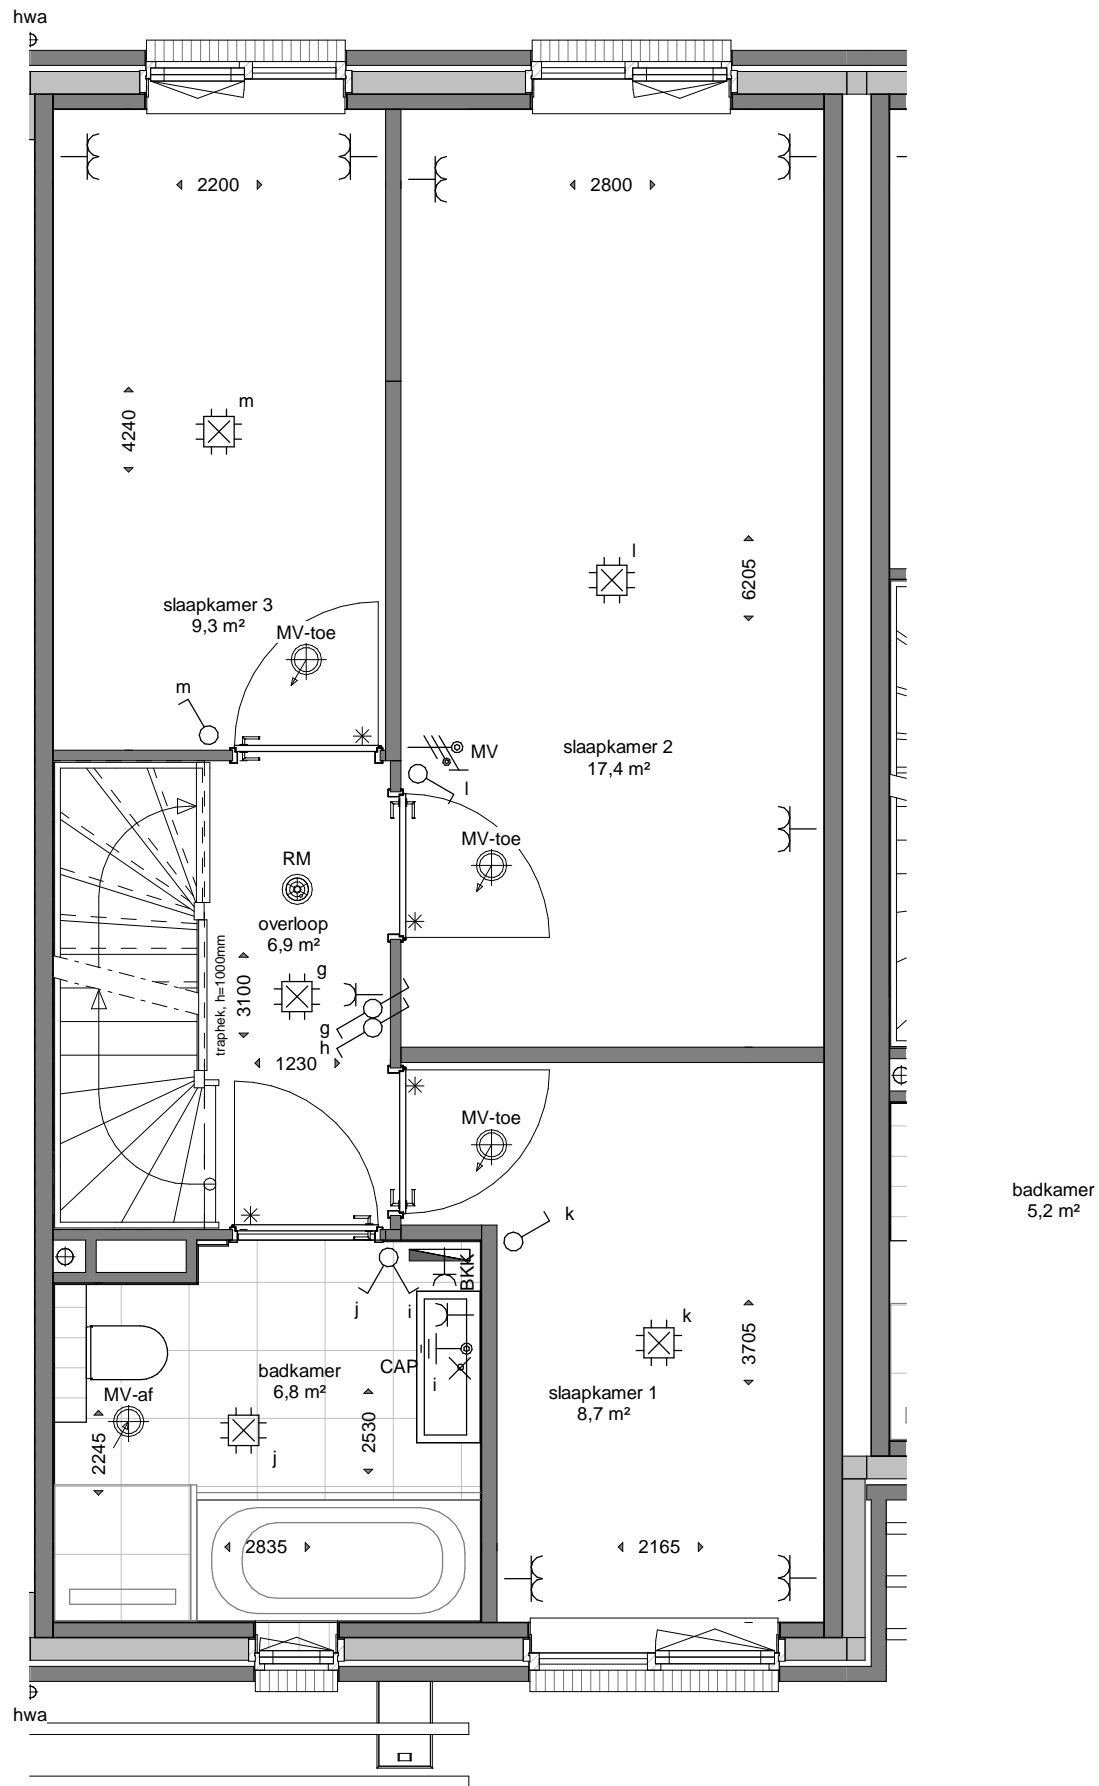 hwa
2200
2800
m
4240
l
6205
slaapkamer 3
9,3 m²
MV-toe
m
MV
slaapkamer 2
17,4 m²
l
MV-toe
RM
overloop
6,9 m²
traphek, h=1000mm
3100
g
g
h
1230
MV-toe
k
badkamer
5,2 m²
BKK
j
i
k
3705
CAP
badkamer
6,8 m²
i
slaapkamer 1
8,7 m²
MV-af
2245
2530
j
2835
2165
hwa